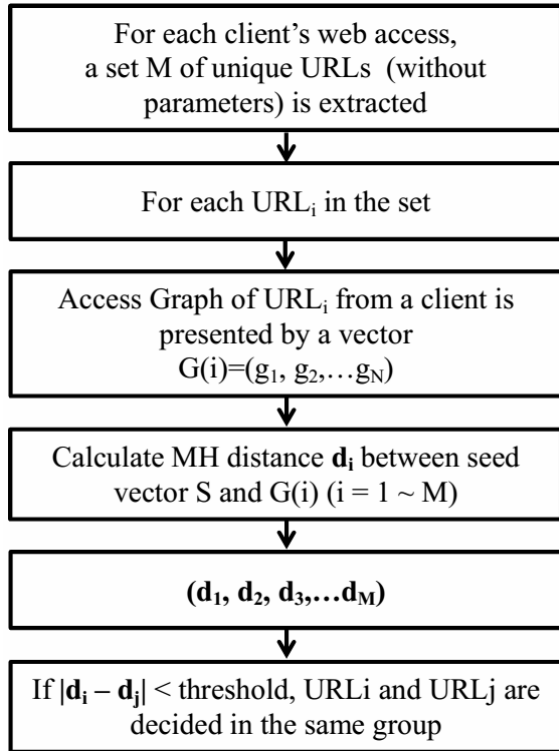 For each client’s web access,
a set M of unique URLs (without
parameters) is extracted
For each URLᵢ in the set
Access Graph of URLᵢ from a client is
presented by a vector
G(i)=(g₁, g₂,…g_N)
Calculate MH distance dᵢ between seed
vector S and G(i) (i = 1 ~ M)
(d₁, d₂, d₃,…d_M)
If |dᵢ – dⱼ| < threshold, URLi and URLj are
decided in the same group